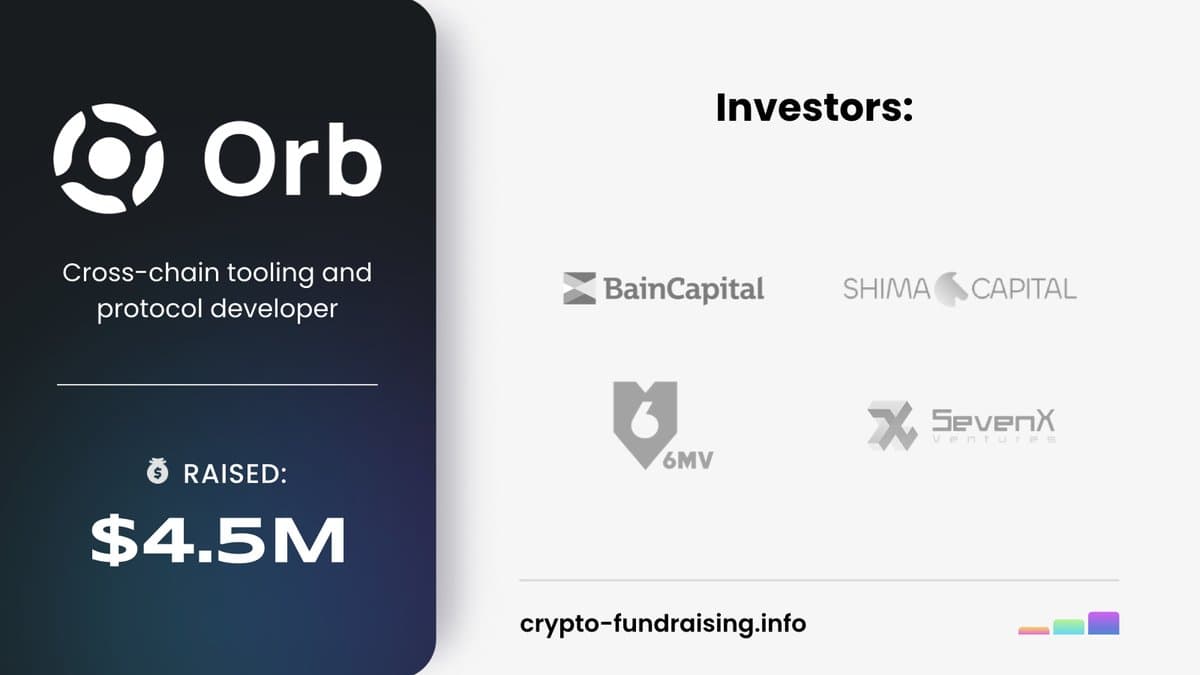 Orb
Cross-chain tooling and
protocol developer
$ RAISED:
$4.5M
Investors:
BainCapital
SHIMA CAPITAL
6
6MV
SevenX
Ventures
crypto-fundraising.info